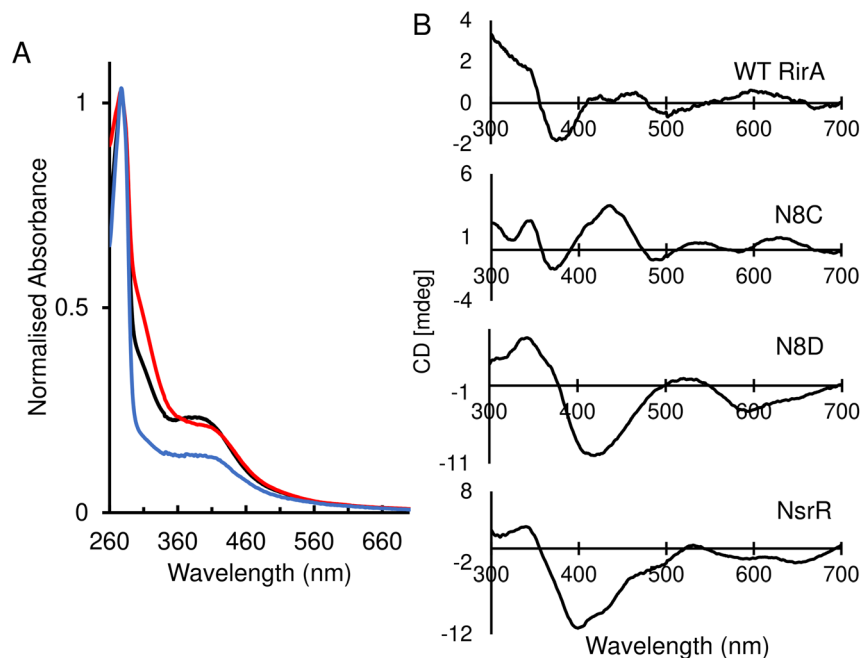 A
Normalised Absorbance
1
0.5
0
260 360 460 560 660
Wavelength (nm)
B
CD [mdeg]
4
2
0
-2
WT RirA
300 400 500 600 700
6
1
-4
N8C
300 400 500 600 700
-1
-11
N8D
300 400 500 600 700
8
-2
-12
NsrR
300 400 500 600 700
Wavelength (nm)